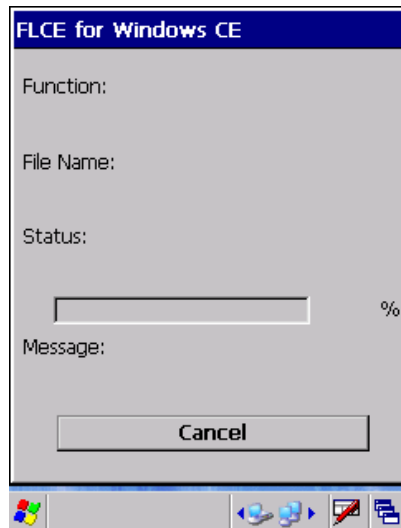 FLCE for Windows CE
Function:
File Name:
Status:
%
Message:
Cancel